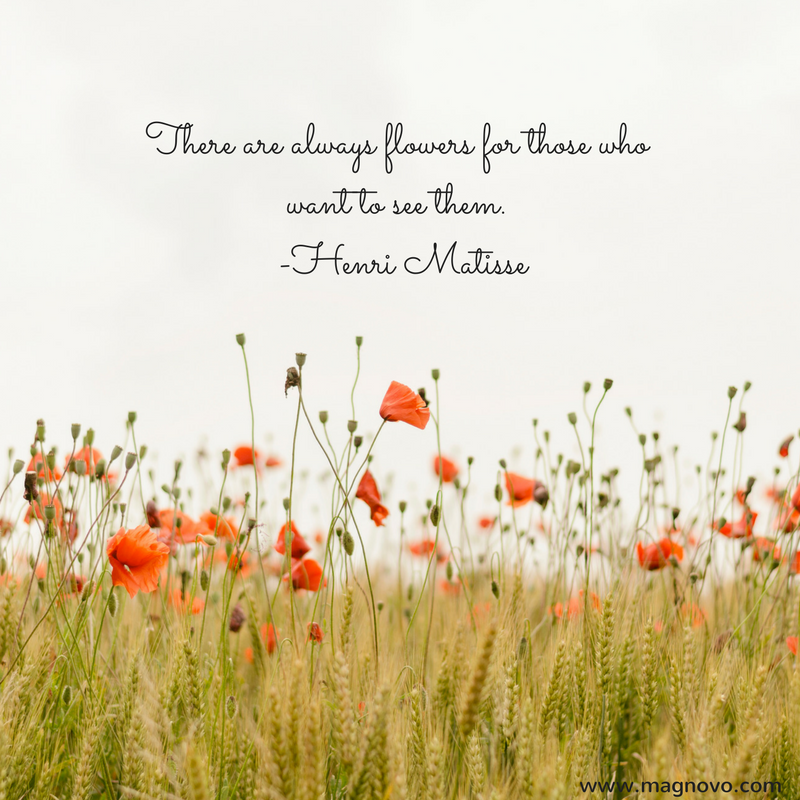 There are always flowers for those who
want to see them.
-Henri Matisse
www.magnovo.com